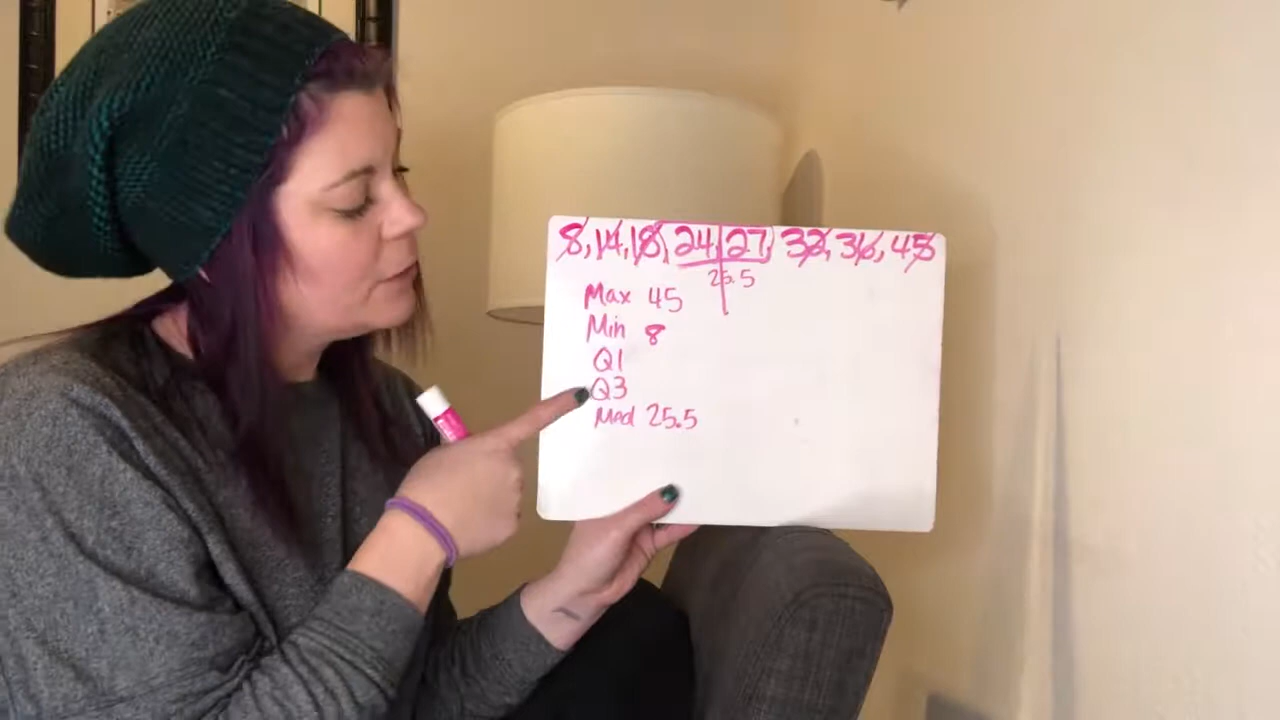 8, 14, 18, 24, 27, 32, 36, 45
25.5
Max 45
Min 8
Q1
Q3
Med 25.5